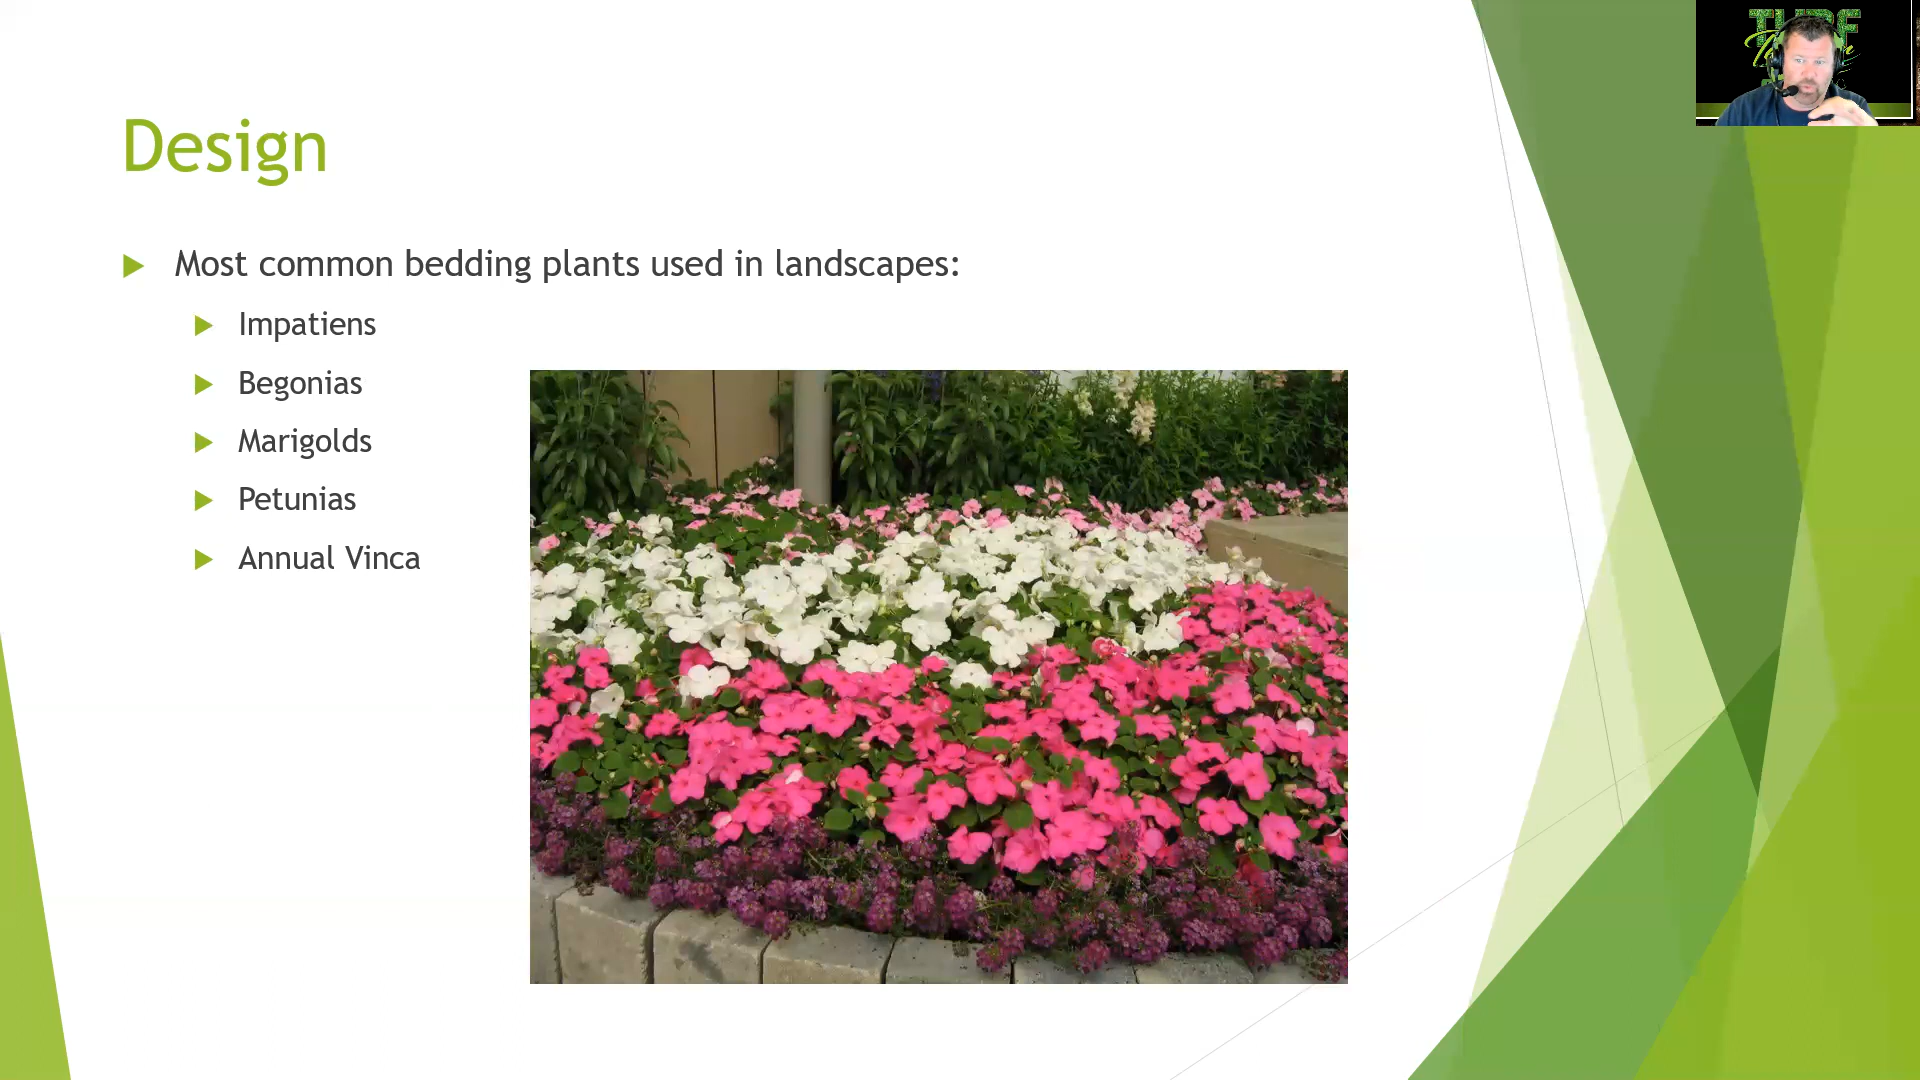 Design
Most common bedding plants used in landscapes:
Impatiens
Begonias
Marigolds
Petunias
Annual Vinca